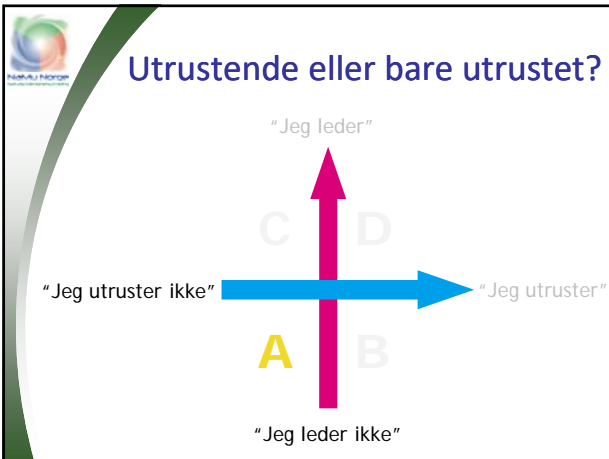 NaMu Norge
Utrustende eller bare utrustet?
“Jeg leder”
C D
“Jeg utruster ikke” “Jeg utruster”
A B
“Jeg leder ikke”